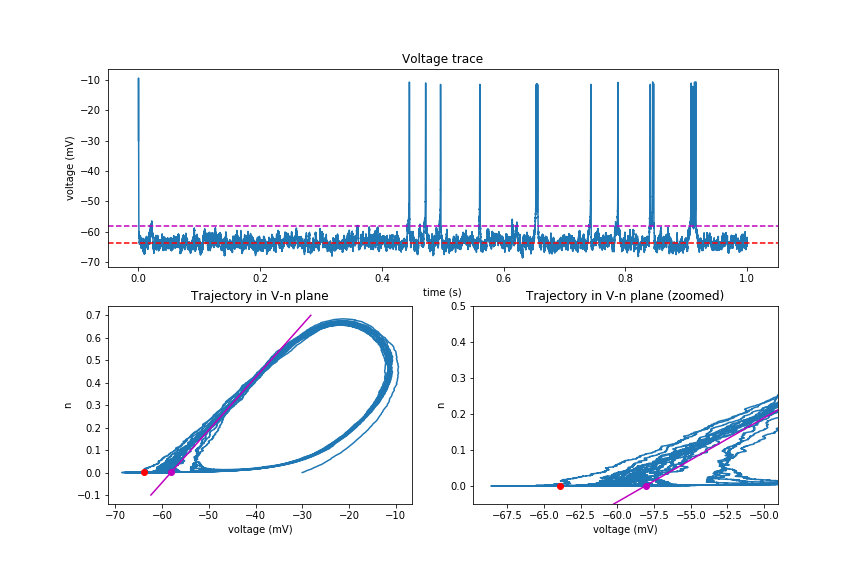 Voltage trace
−10
−20
−30
−40
−50
−60
−70
voltage (mV)
0.0 0.2 0.4 0.6 0.8 1.0
time (s)
Trajectory in V-n plane
0.7
0.6
0.5
0.4
0.3
0.2
0.1
0.0
−0.1
n
−70 −60 −50 −40 −30 −20 −10
voltage (mV)
Trajectory in V-n plane (zoomed)
0.5
0.4
0.3
0.2
0.1
0.0
n
−67.5 −65.0 −62.5 −60.0 −57.5 −55.0 −52.5 −50.0
voltage (mV)